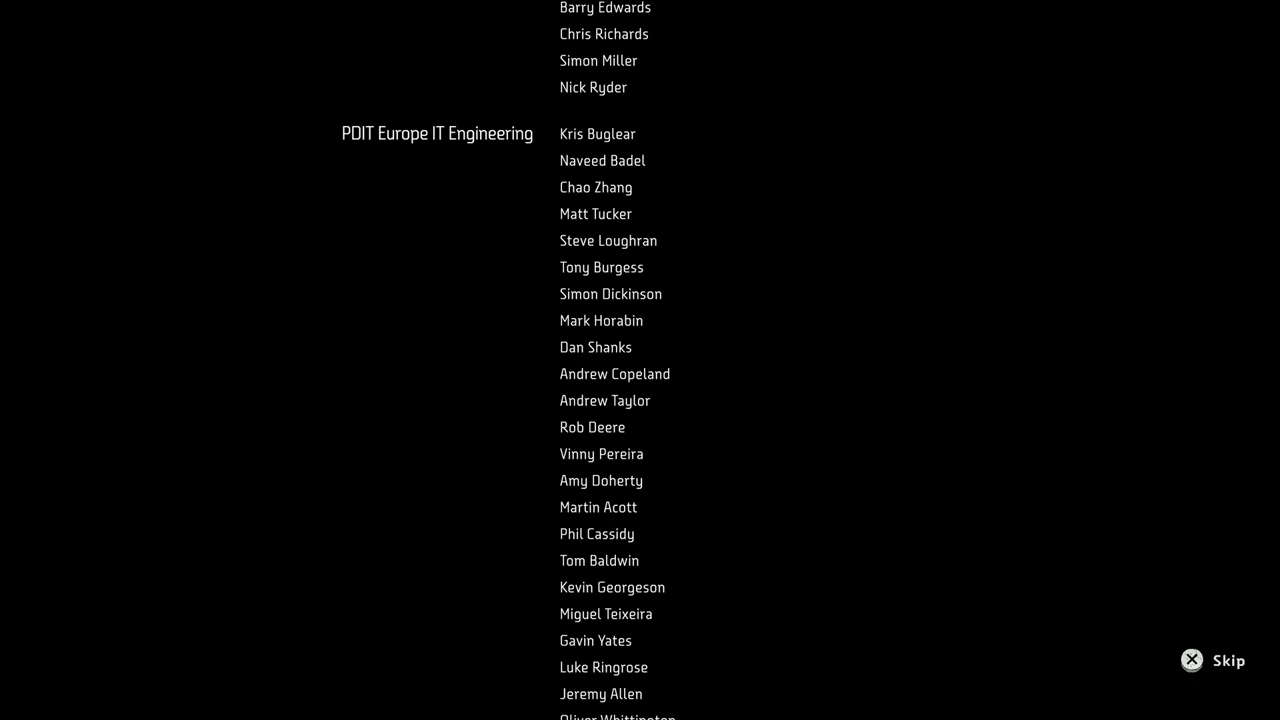 Barry Edwards
Chris Richards
Simon Miller
Nick Ryder
PDIT Europe IT Engineering Kris Buglear
Naveed Badel
Chao Zhang
Matt Tucker
Steve Loughran
Tony Burgess
Simon Dickinson
Mark Horabin
Dan Shanks
Andrew Copeland
Andrew Taylor
Rob Deere
Vinny Pereira
Amy Doherty
Martin Acott
Phil Cassidy
Tom Baldwin
Kevin Georgeson
Miguel Teixeira
Gavin Yates
Luke Ringrose
Jeremy Allen
Oliver Whittington
Skip